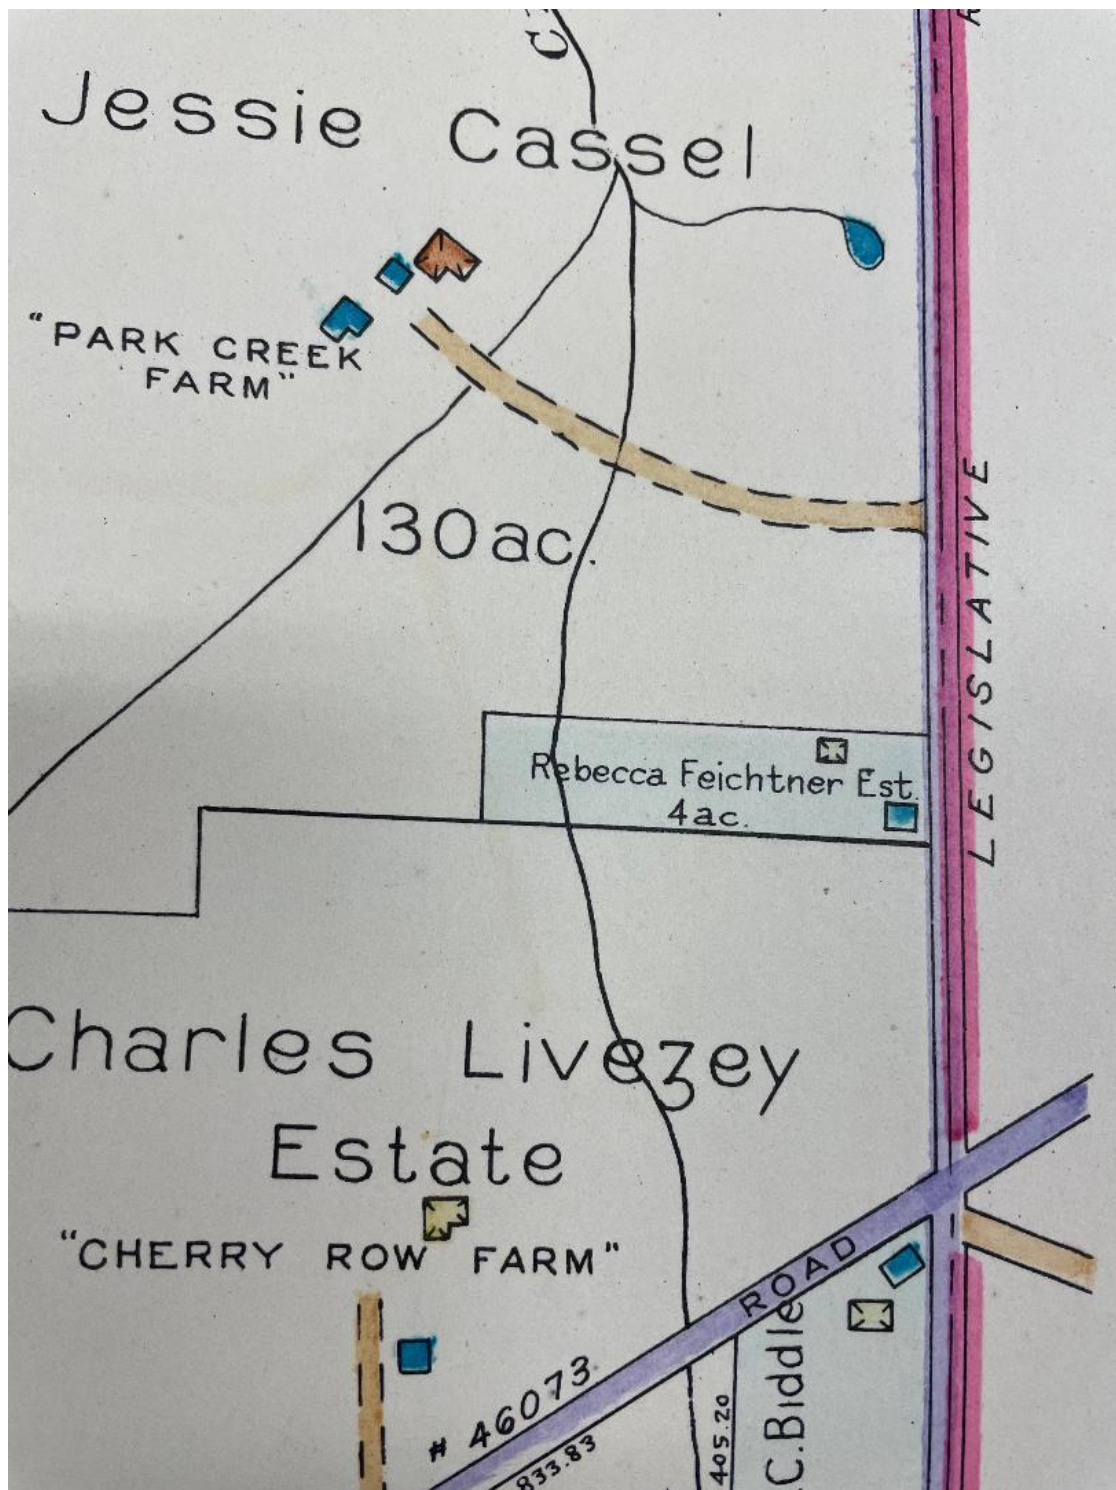 Jessie Cassel
"PARK CREEK
FARM"
130ac.
LEGISLATIVE
Rebecca Feichtner Est.
4ac.
Charles Livezey
Estate
"CHERRY ROW FARM"
# 46073 ROAD
833.83
405.20
C. Biddle